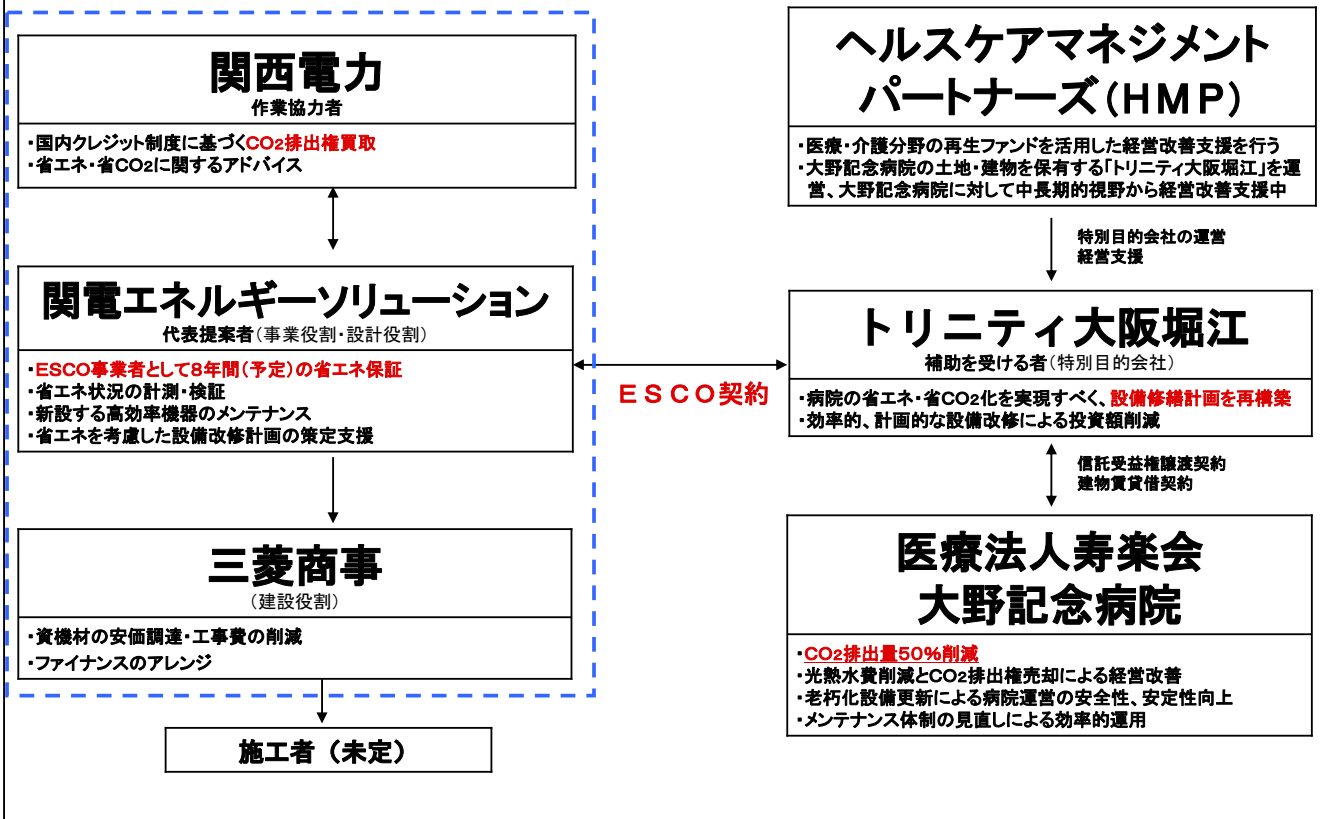 関西電力
作業協力者
・国内クレジット制度に基づくCO2排出権買取
・省エネ・省CO2に関するアドバイス
関電エネルギーソリューション
代表提案者（事業役割・設計役割）
・ESCO事業者として8年間（予定）の省エネ保証
・省エネ状況の計測・検証
・新設する高効率機器のメンテナンス
・省エネを考慮した設備改修計画の策定支援
三菱商事
（建設役割）
・資機材の安価調達・工事費の削減
・ファイナンスのアレンジ
施工者（未定）
ESCO契約
ヘルスケアマネジメント
パートナーズ（HMP）
・医療・介護分野の再生ファンドを活用した経営改善支援を行う
・大野記念病院の土地・建物を保有する「トリニティ大阪堀江」を運
営、大野記念病院に対して中長期的視野から経営改善支援中
特別目的会社の運営
経営支援
トリニティ大阪堀江
補助を受ける者（特別目的会社）
・病院の省エネ・省CO2化を実現すべく、設備修繕計画を再構築
・効率的、計画的な設備改修による投資額削減
信託受益権譲渡契約
建物賃貸借契約
医療法人寿楽会
大野記念病院
・CO2排出量50%削減
・光熱水費削減とCO2排出権売却による経営改善
・老朽化設備更新による病院運営の安全性、安定性向上
・メンテナンス体制の見直しによる効率的運用